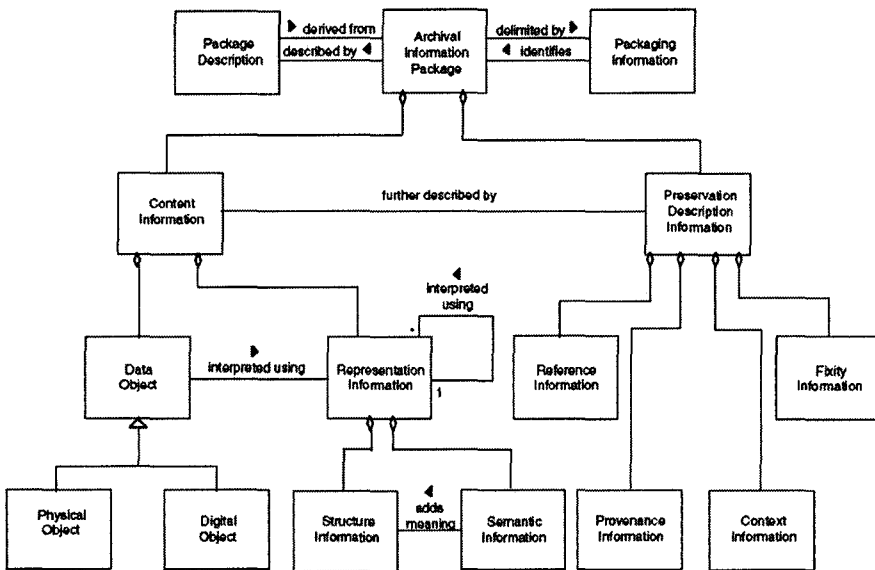 Package
Description
derived from
described by
Archival
Information
Package
delimited by
identifies
Packaging
Information
Content
Information
further described by
Preservation
Description
Information
interpreted
using
*
1
Data
Object
interpreted using
Representation
Information
Reference
Information
Fixity
Information
Physical
Object
Digital
Object
Structure
Information
adds
meaning
Semantic
Information
Provenance
Information
Context
Information